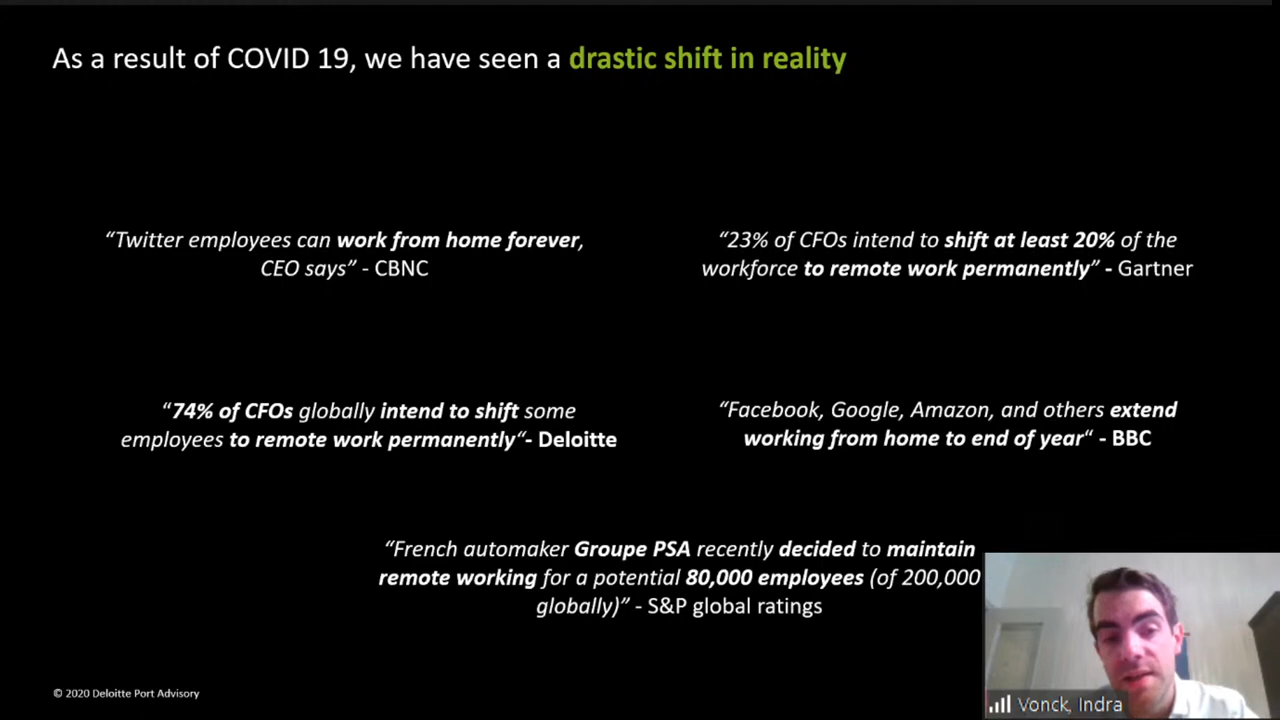 As a result of COVID 19, we have seen a drastic shift in reality
“Twitter employees can work from home forever,
CEO says” - CBNC
“23% of CFOs intend to shift at least 20% of the
workforce to remote work permanently” - Gartner
“74% of CFOs globally intend to shift some
employees to remote work permanently“- Deloitte
“Facebook, Google, Amazon, and others extend
working from home to end of year“ - BBC
“French automaker Groupe PSA recently decided to maintain
remote working for a potential 80,000 employees (of 200,000
globally)” - S&P global ratings
© 2020 Deloitte Port Advisory
Vonck, Indra